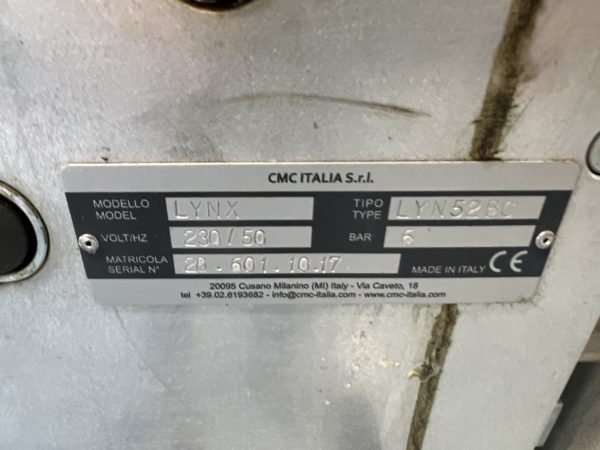 CMC ITALIA S.r.l.
MODELLO
MODEL
LYNX
TIPO
TYPE
LYN52BC
VOLT/HZ
230/50
BAR
6
MATRICOLA
SERIAL N°
2B.601.10.17
MADE IN ITALY CE
20095 Cusano Milanino (MI) Italy - Via Caveto, 18
tel +39.02.6193682 - info@cmc-italia.com - www.cmc-italia.com